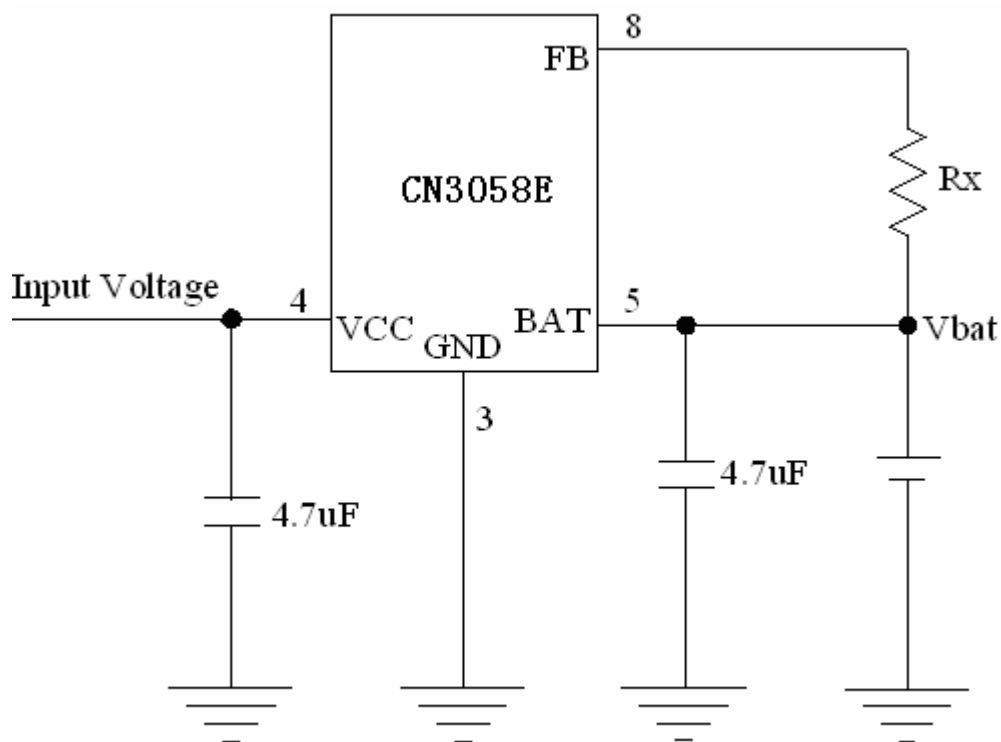 8
FB
CN3058E
Rx
Input Voltage
4
VCC
GND
BAT
5
Vbat
3
4.7uF
4.7uF